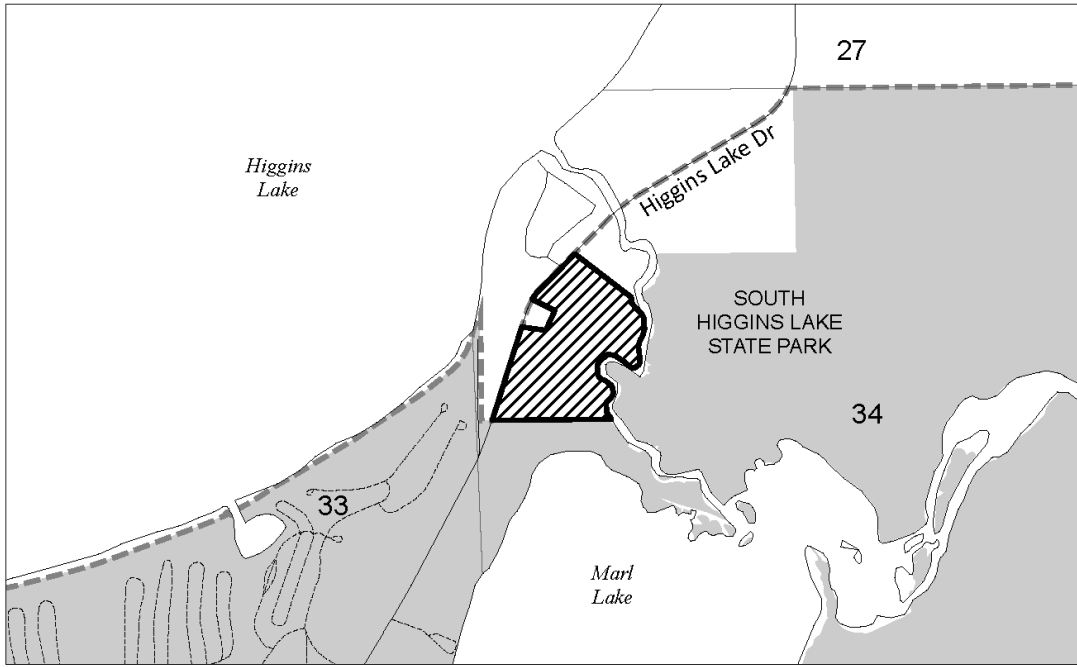 27
Higgins
Lake
Higgins Lake Dr
SOUTH
HIGGINS LAKE
STATE PARK
34
33
Marl
Lake